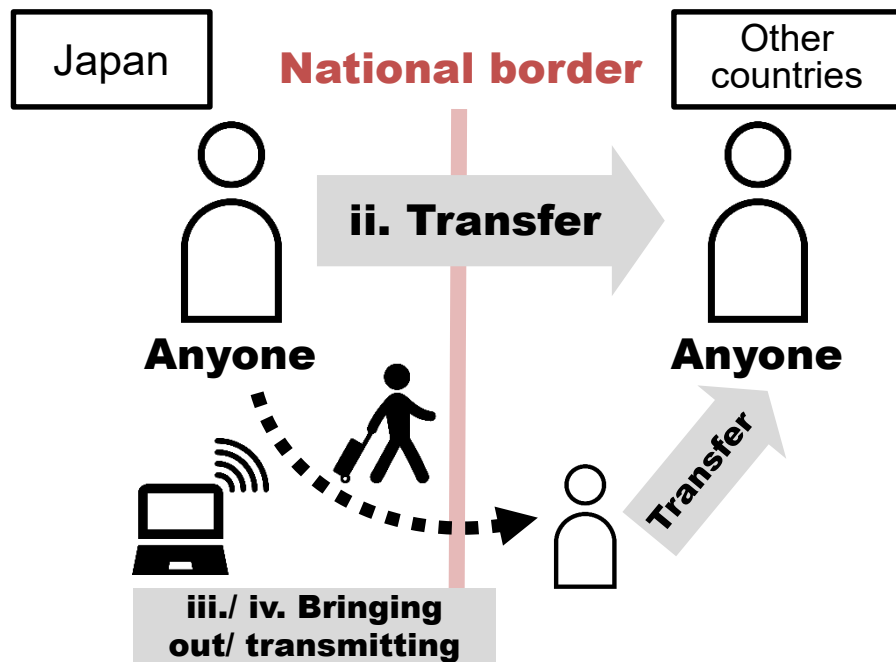 Japan
National border
Other
countries
ii. Transfer
Anyone
Anyone
Transfer
iii./ iv. Bringing
out/ transmitting